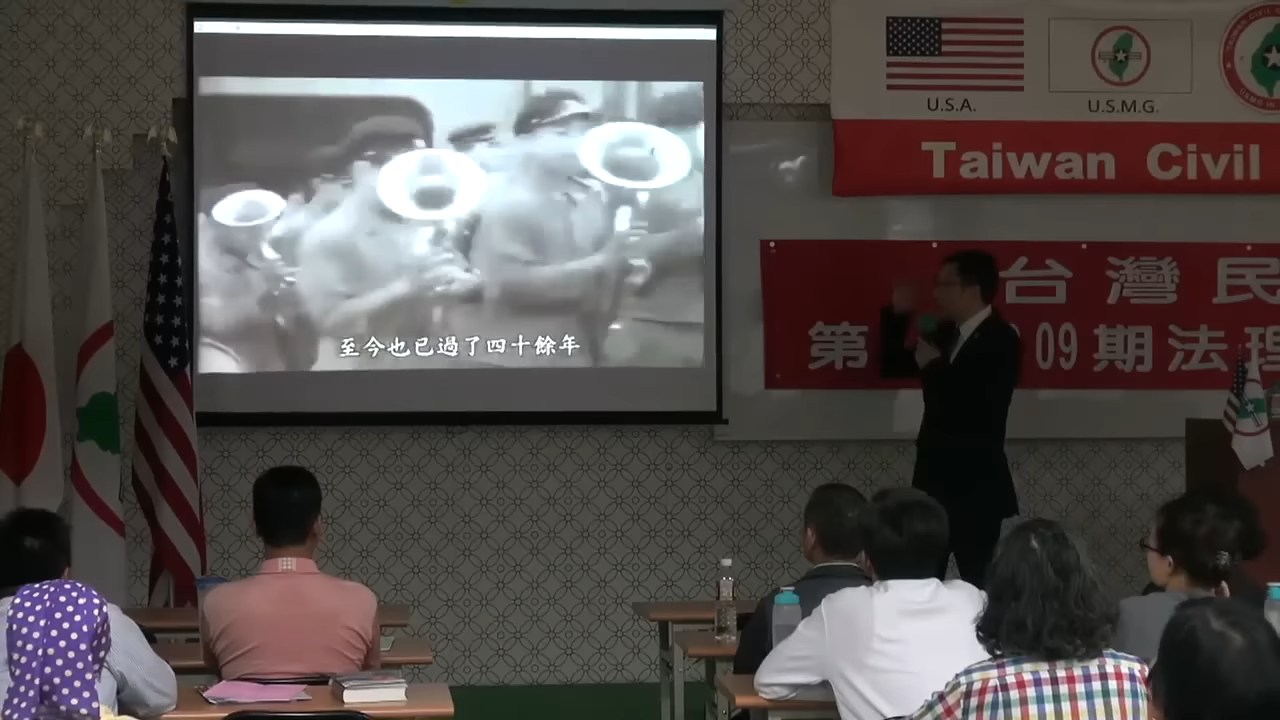 至今也已過了四十餘年
U.S.A.
U.S.M.G.
Taiwan Civil
台灣民
第 09期法理